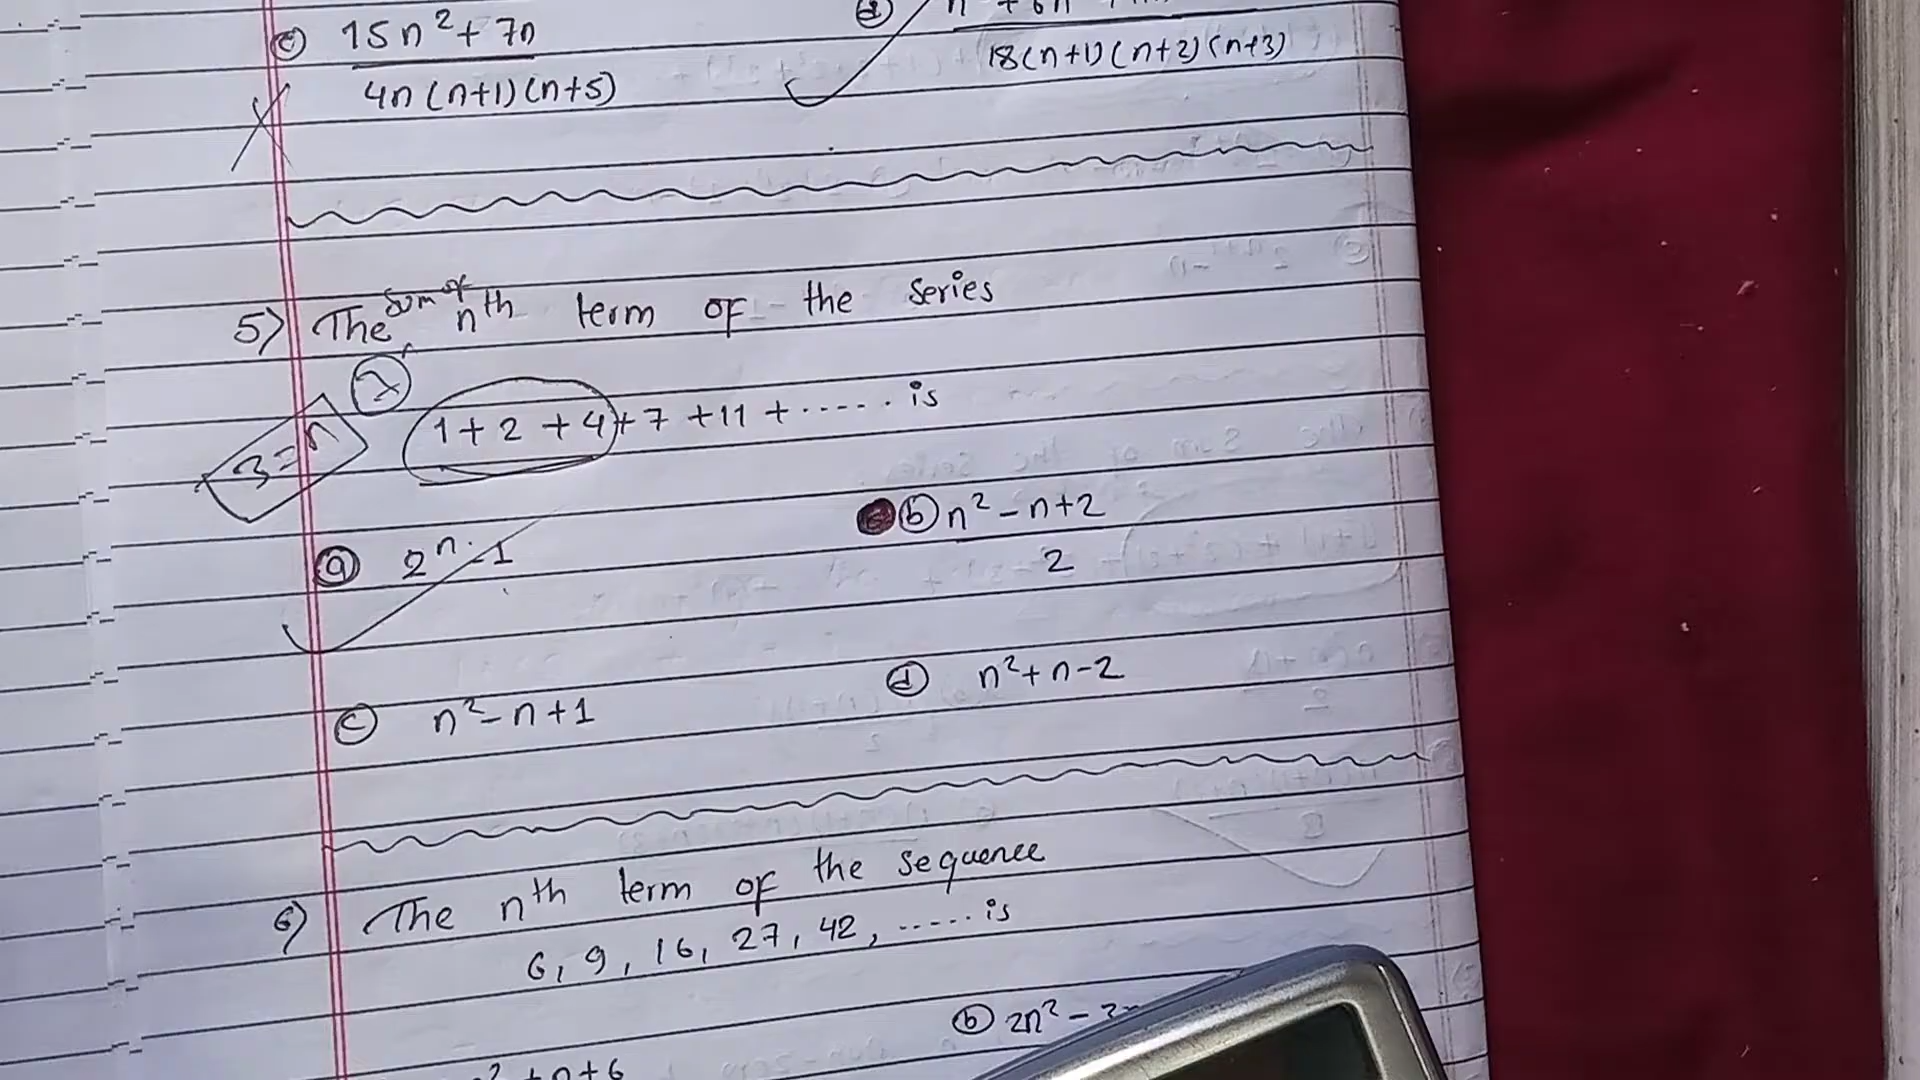 c 15n² + 7n
4n (n+1) (n+5)
18(n+1) (n+2) (n+3)
5) The sum of nth term of the series
7
3=n
1 + 2 + 4 + 7 + 11 + ..... is
a 2ⁿ - 1
b n² - n + 2
2
c n² - n + 1
d n² + n - 2
6) The nth term of the sequence
6, 9, 16, 27, 42, ..... is
b 2n² -
+ n + 6